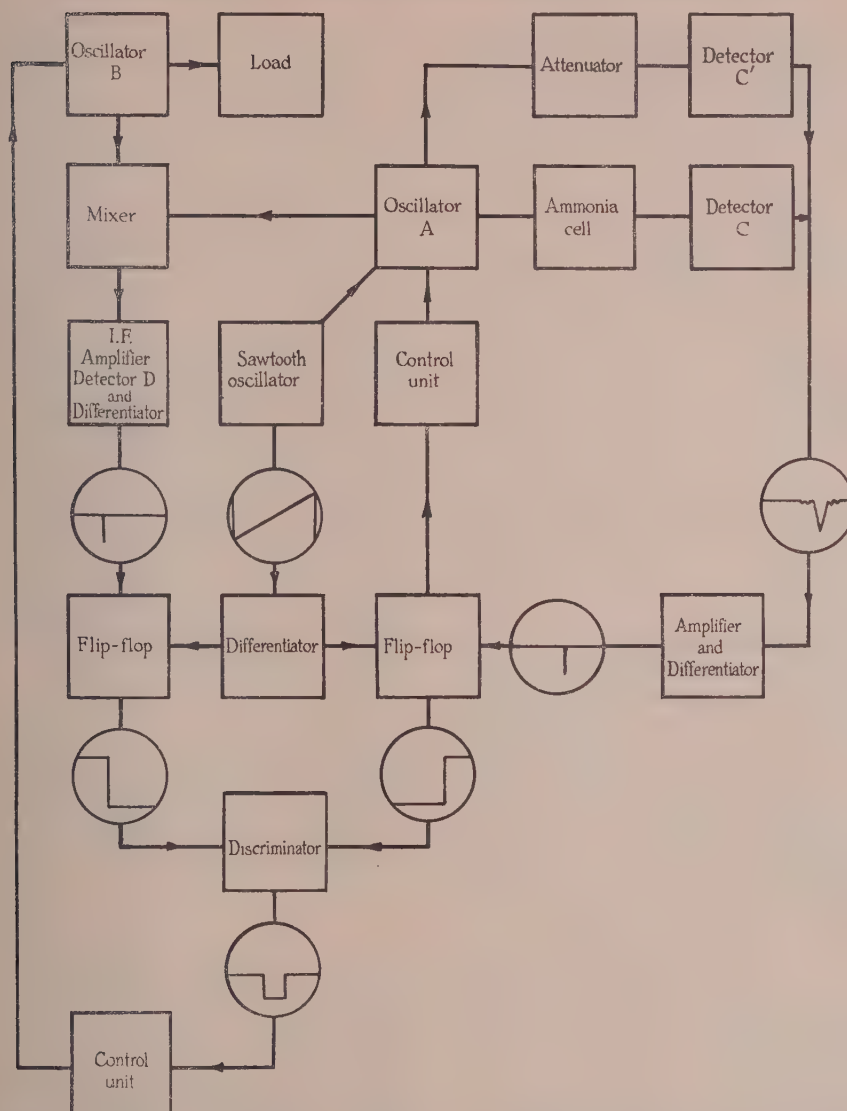 Oscillator
B
Load
Attenuator
Detector
C'
Mixer
Oscillator
A
Ammonia
cell
Detector
C
I.F.
Amplifier
Detector D
and
Differentiator
Sawtooth
oscillator
Control
unit
Flip-flop
Differentiator
Flip-flop
Amplifier
and
Differentiator
Discriminator
Control
unit